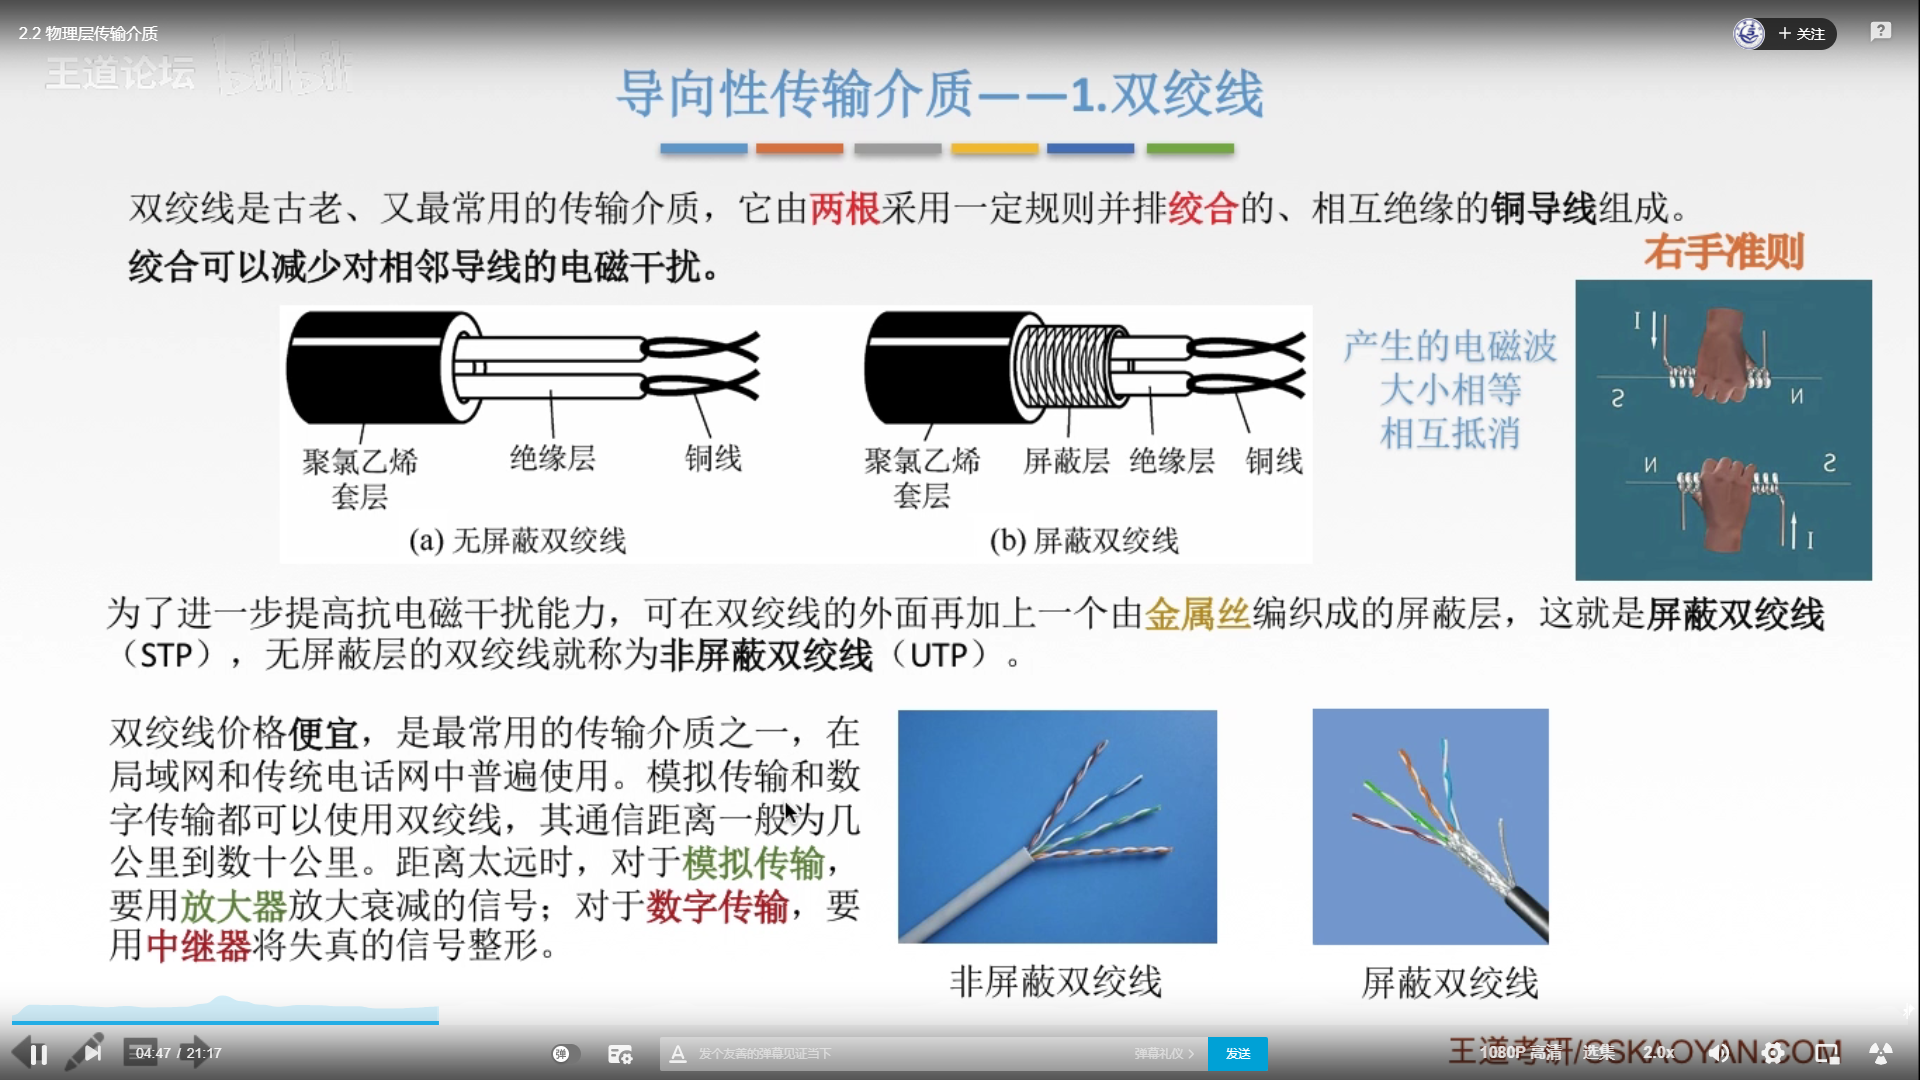 2.2 物理层传输介质
+ 关注
王道论坛 bilibili
导向性传输介质——1.双绞线
双绞线是古老、又最常用的传输介质，它由两根采用一定规则并排绞合的、相互绝缘的铜导线组成。
绞合可以减少对相邻导线的电磁干扰。
右手准则
产生的电磁波
大小相等
相互抵消
I
S
N
N
S
I
聚氯乙烯
套层
绝缘层
铜线
(a) 无屏蔽双绞线
聚氯乙烯
套层
屏蔽层
绝缘层
铜线
(b) 屏蔽双绞线
为了进一步提高抗电磁干扰能力，可在双绞线的外面再加上一个由金属丝编织成的屏蔽层，这就是屏蔽双绞线
（STP），无屏蔽层的双绞线就称为非屏蔽双绞线（UTP）。
双绞线价格便宜，是最常用的传输介质之一，在
局域网和传统电话网中普遍使用。模拟传输和数
字传输都可以使用双绞线，其通信距离一般为几
公里到数十公里。距离太远时，对于模拟传输，
要用放大器放大衰减的信号；对于数字传输，要
用中继器将失真的信号整形。
非屏蔽双绞线
屏蔽双绞线
04:47 / 21:17
弹
A 发个友善的弹幕见证当下
弹幕礼仪 >
发送
王道考研/CSKAOYAN.COM
1080P 高清
选集
2.0x